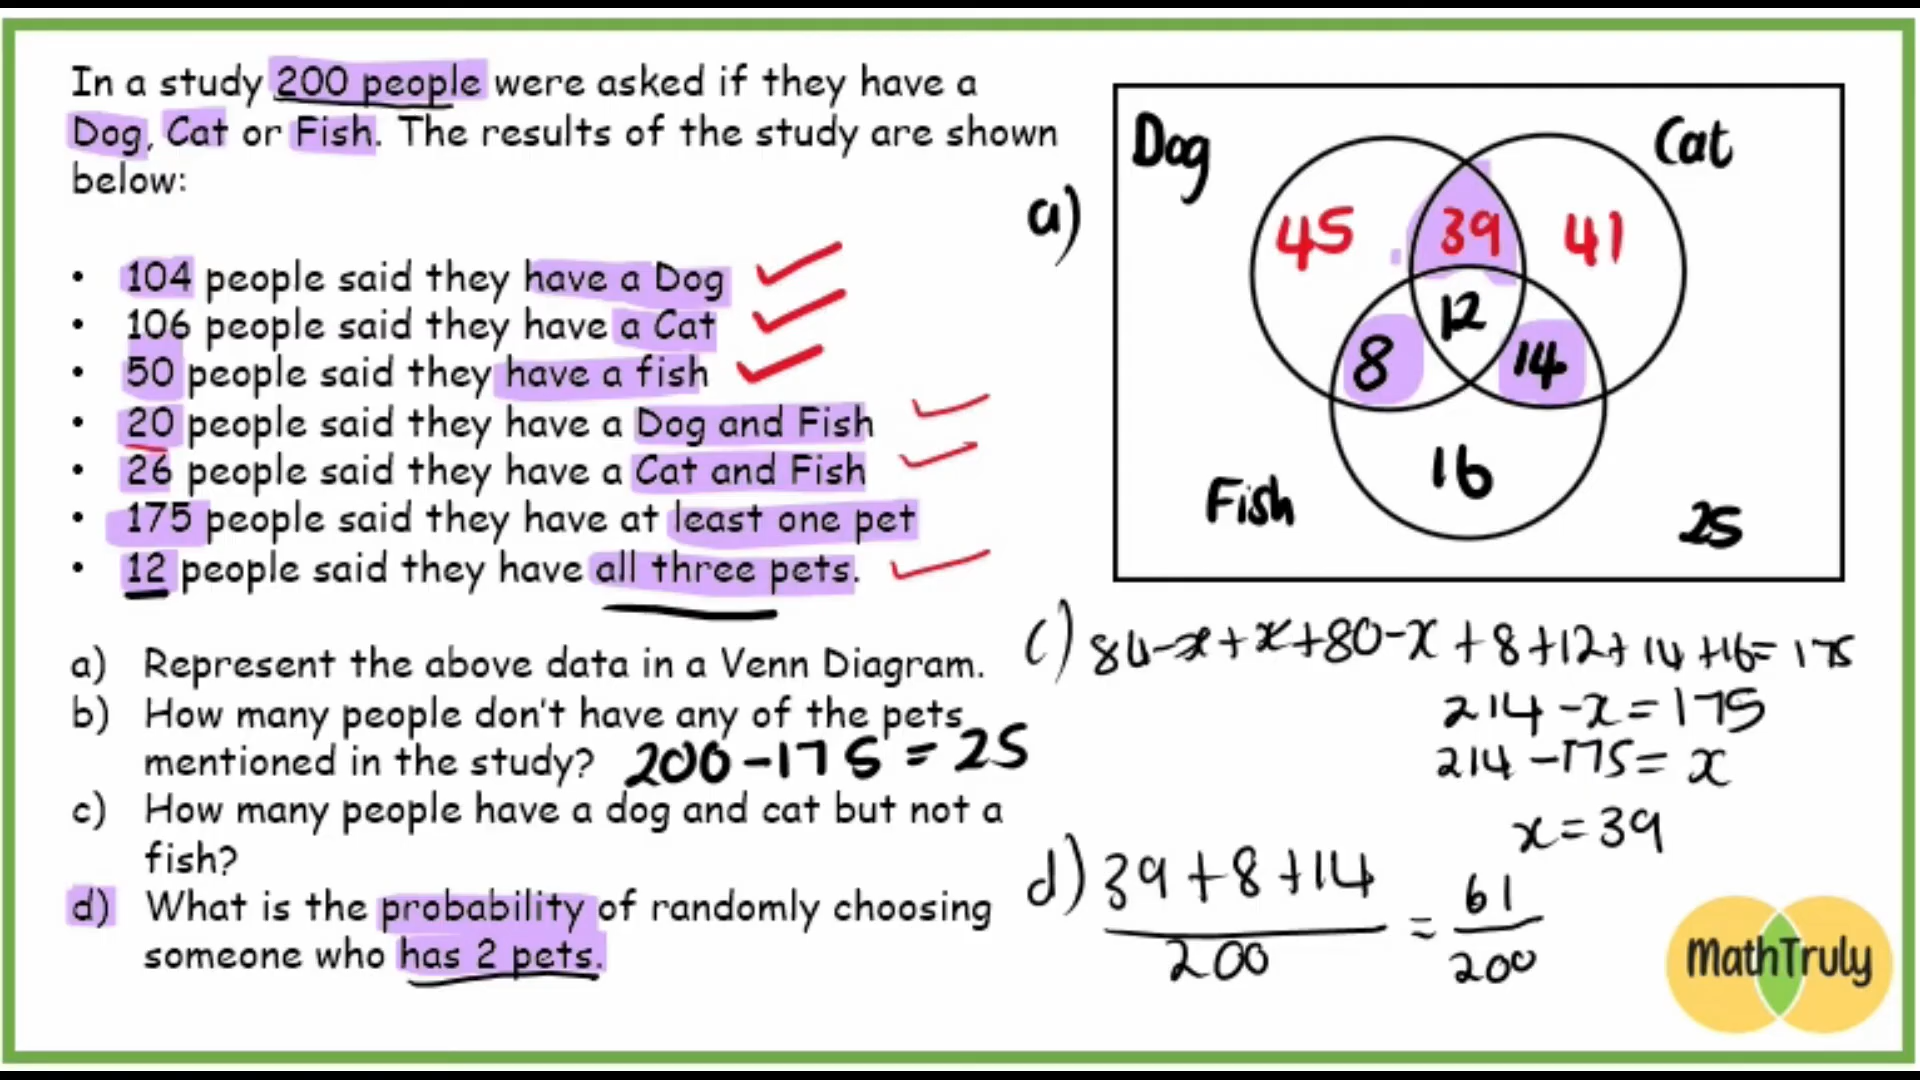 In a study 200 people were asked if they have a
Dog, Cat or Fish. The results of the study are shown
below:
• 104 people said they have a Dog
• 106 people said they have a Cat
• 50 people said they have a fish
• 20 people said they have a Dog and Fish
• 26 people said they have a Cat and Fish
• 175 people said they have at least one pet
• 12 people said they have all three pets.
a) Represent the above data in a Venn Diagram.
b) How many people don't have any of the pets
mentioned in the study? 200 - 175 = 25
c) How many people have a dog and cat but not a
fish?
d) What is the probability of randomly choosing
someone who has 2 pets.
a)
Dog
Cat
45 39 41
12
8 14
16
Fish
25
c) 84-x+x+80-x+8+12+14+16=175
214-x=175
214-175=x
x=39
d) 39+8+14
200
= 61
200
MathTruly